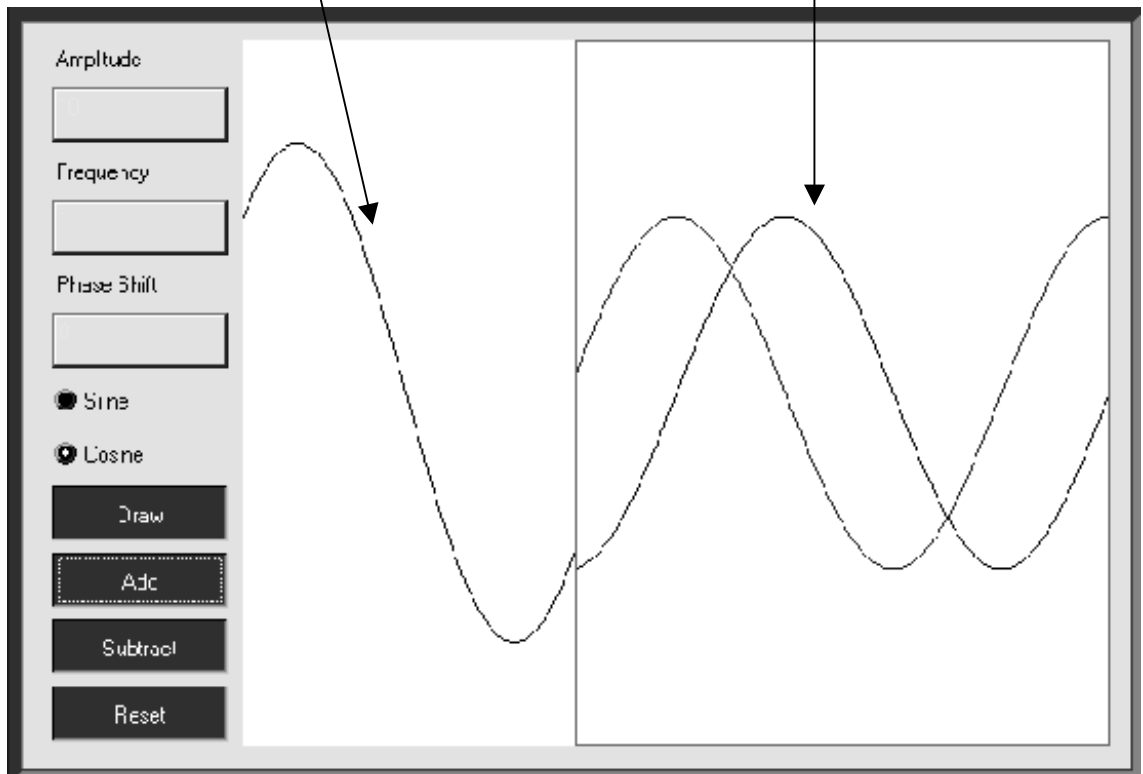 Amplitude
Frequency
Phase Shift
Sine
Cosine
Draw
Add
Subtract
Reset